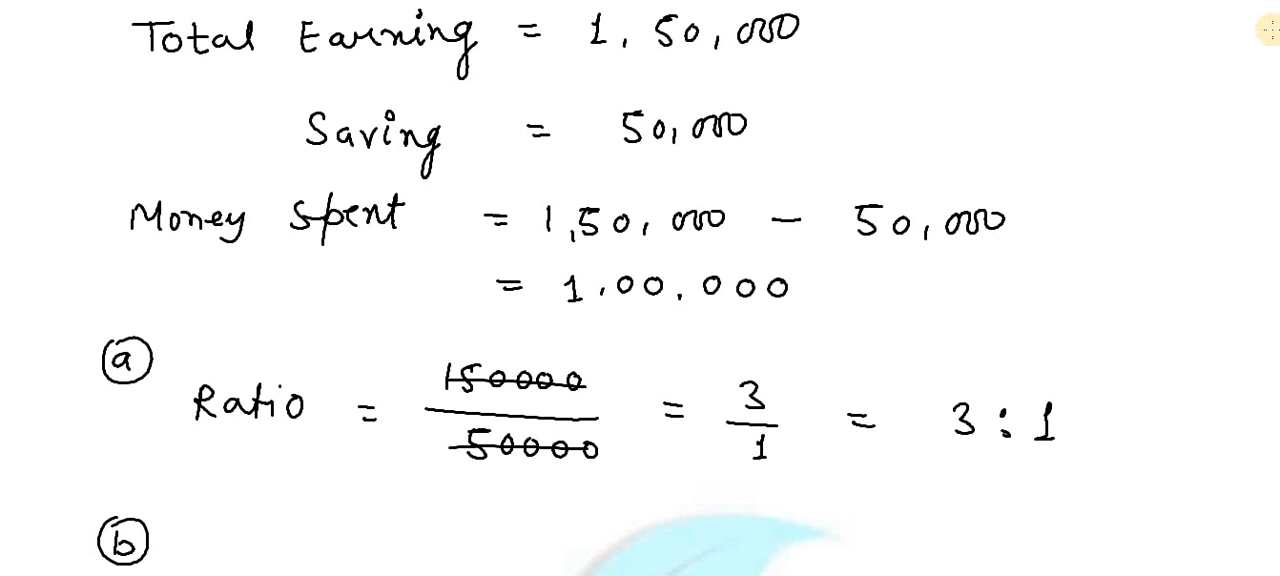 Total Earning = 1,50,000
Saving = 50,000
Money spent = 1,50,000 - 50,000
= 1,00,000
(a)
Ratio = 150000/50000 = 3/1 = 3:1
(b)